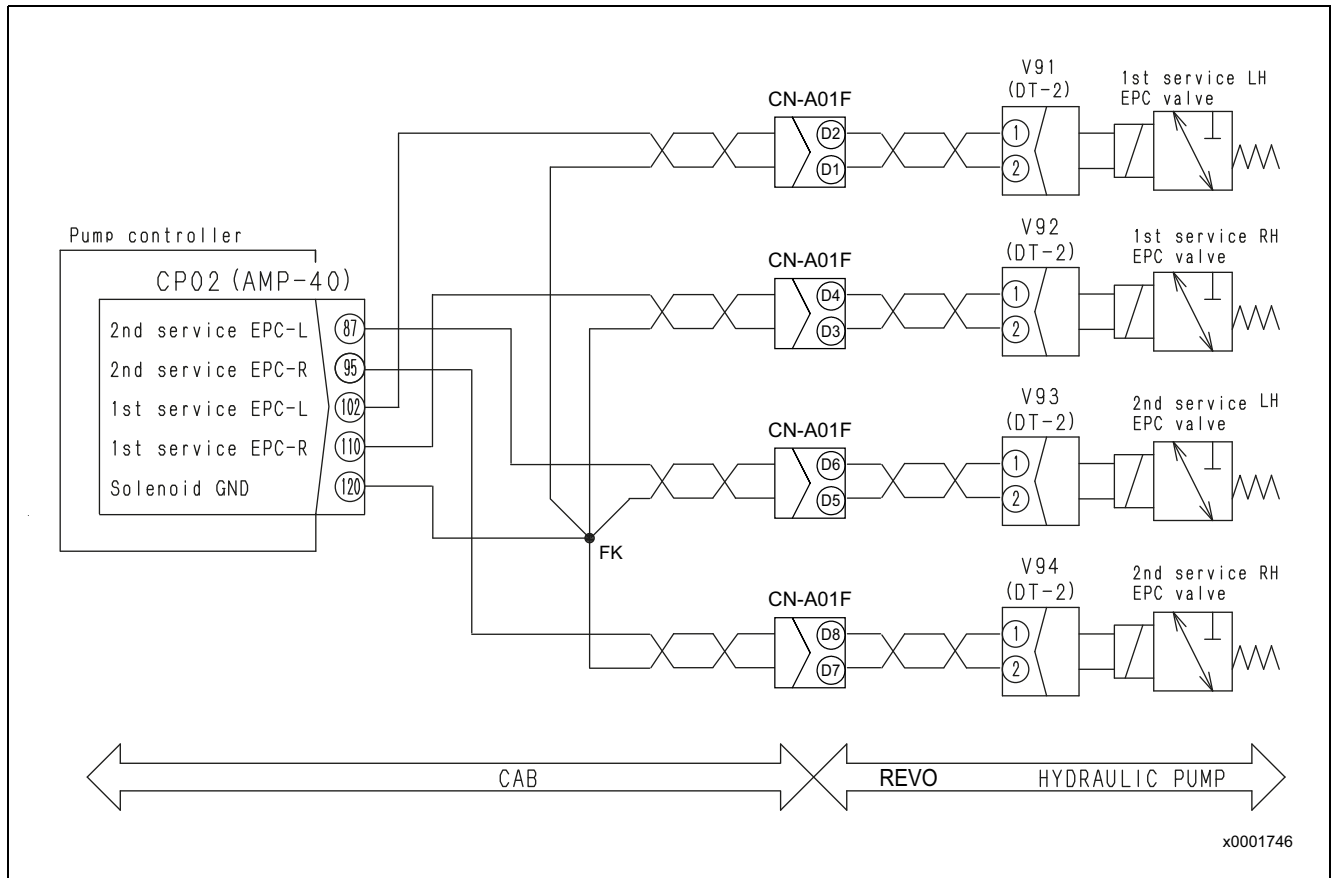 V91
(DT-2)
1st service LH
EPC valve
CN-A01F
D2
D1
1
2
Pump controller
CP02 (AMP-40)
2nd service EPC-L
87
2nd service EPC-R
95
1st service EPC-L
102
1st service EPC-R
110
Solenoid GND
120
V92
(DT-2)
1st service RH
EPC valve
CN-A01F
D4
D3
1
2
V93
(DT-2)
2nd service LH
EPC valve
CN-A01F
D6
D5
1
2
FK
V94
(DT-2)
2nd service RH
EPC valve
CN-A01F
D8
D7
1
2
CAB
REVO
HYDRAULIC PUMP
x0001746